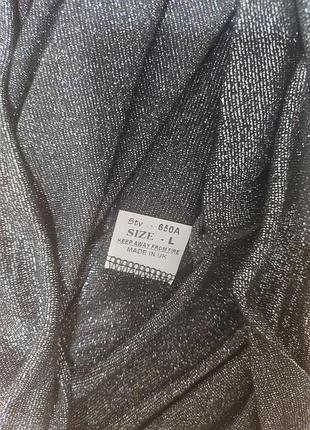 Sty - 650A
SIZE - L
KEEP AWAY FROM FIRE
MADE IN UK